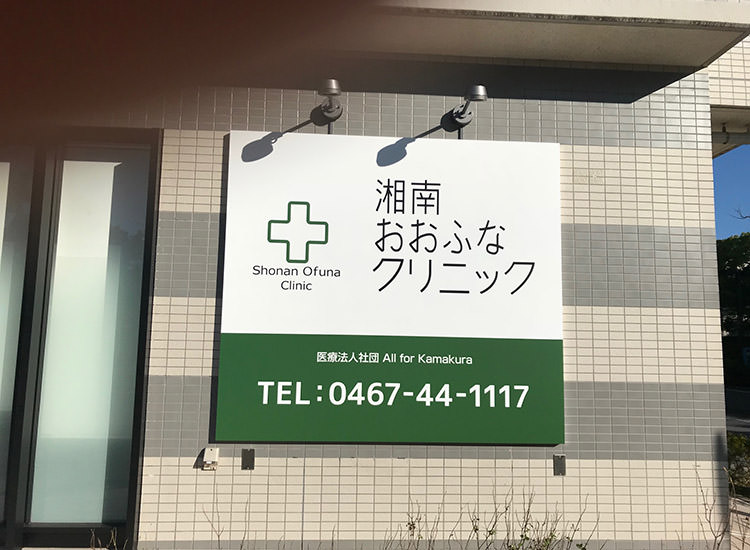 Shonan Ofuna
Clinic
湘南
おおふな
クリニック
医療法人社団 All for Kamakura
TEL:0467-44-1117